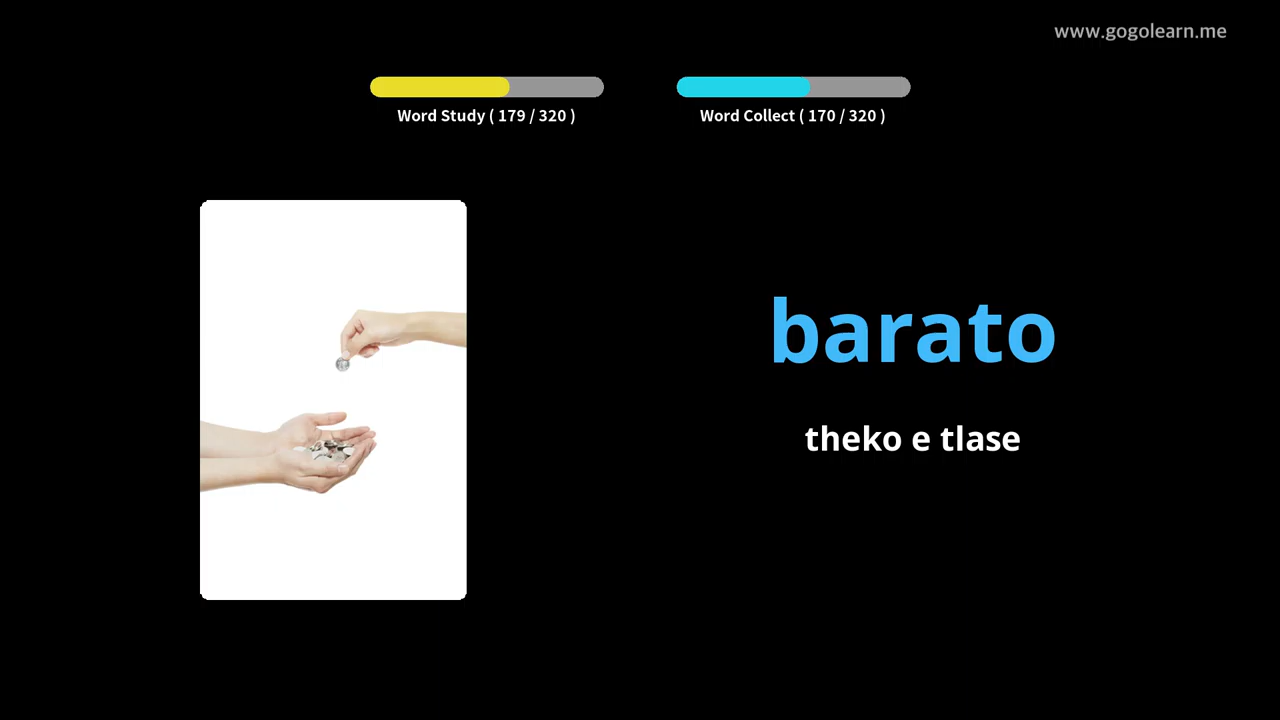 www.gogolearn.me
Word Study ( 179 / 320 )
Word Collect ( 170 / 320 )
barato
theko e tlase